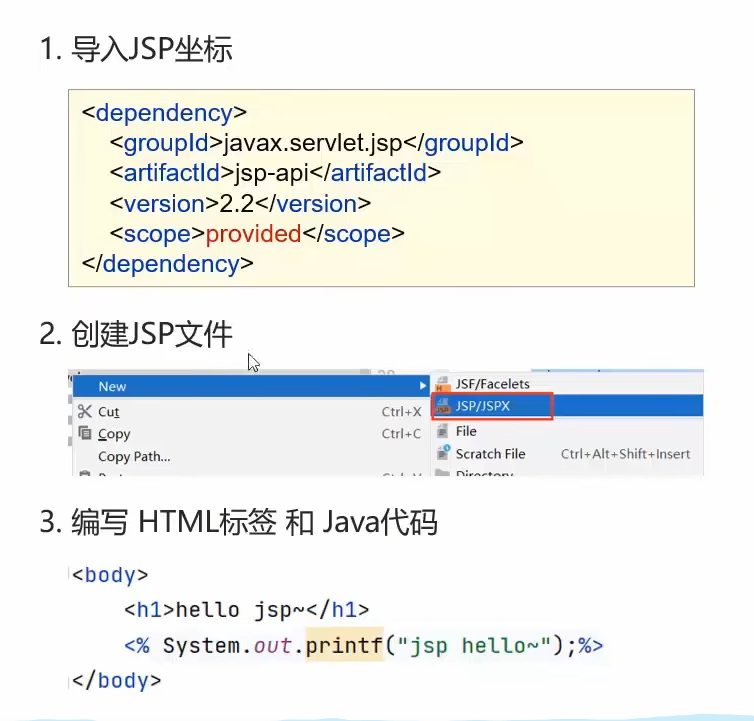 1. 导入JSP坐标
<dependency>
<groupId>javax.servlet.jsp</groupId>
<artifactId>jsp-api</artifactId>
<version>2.2</version>
<scope>provided</scope>
</dependency>
2. 创建JSP文件
New
JSF/Facelets
Cut Ctrl+X
JSP/JSPX
Copy Ctrl+C
File
Copy Path...
Scratch File Ctrl+Alt+Shift+Insert
Directory
3. 编写 HTML标签 和 Java代码
<body>
<h1>hello jsp~</h1>
<% System.out.printf("jsp hello~");%>
</body>